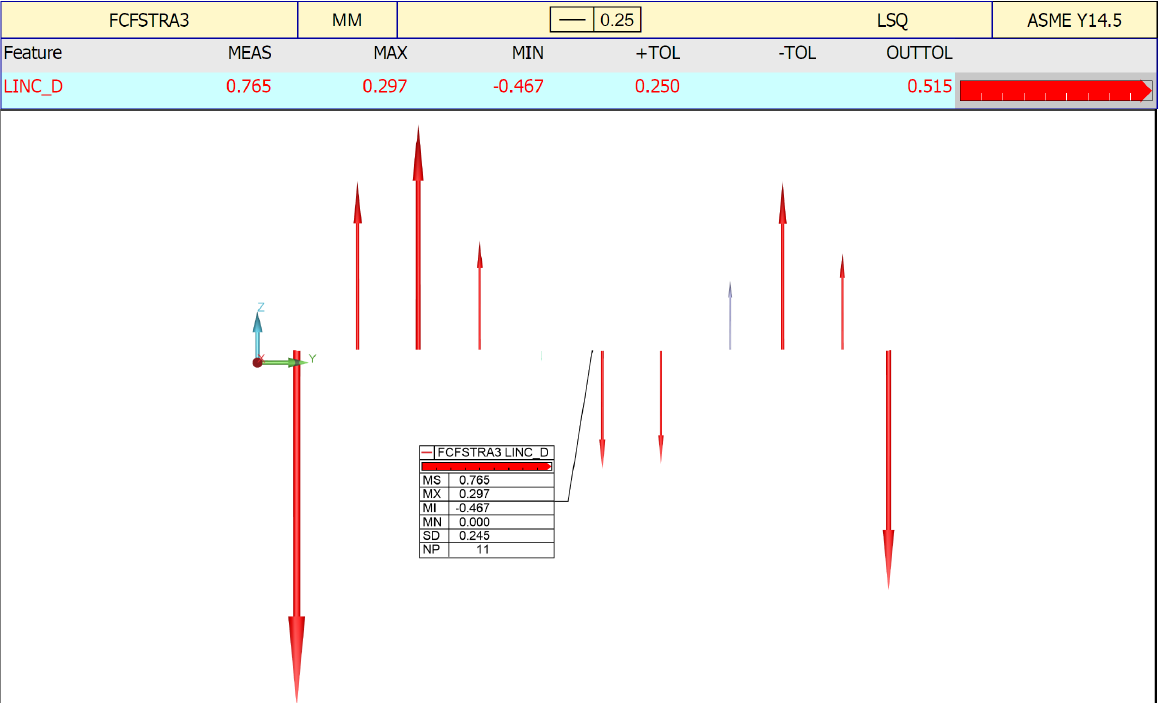 FCFSTRA3 MM — 0.25 LSQ ASME Y14.5
Feature MEAS MAX MIN +TOL -TOL OUTTOL
LINC_D 0.765 0.297 -0.467 0.250 0.515
Z
X Y
FCFSTRA3 LINC_D
MS 0.765
MX 0.297
MI -0.467
MN 0.000
SD 0.245
NP 11